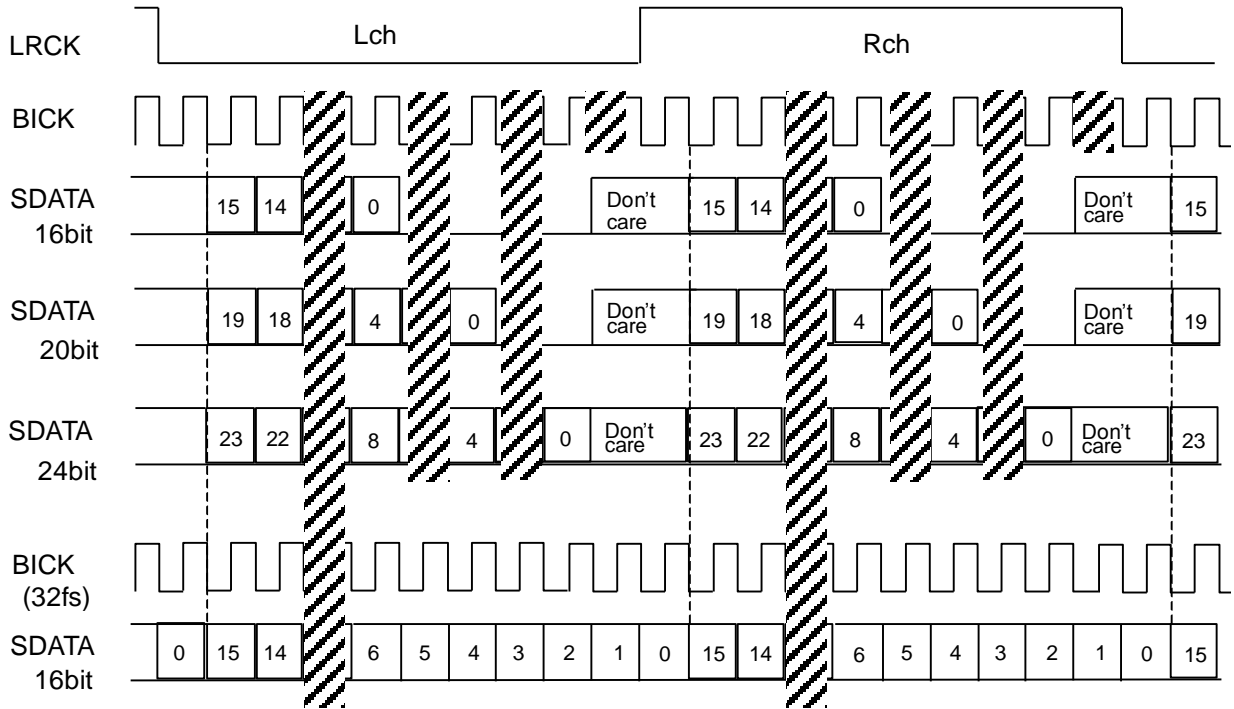 LRCK Lch Rch
BICK
SDATA 15 14 0 Don't 15 14 0 Don't 15
16bit care care
SDATA 19 18 4 0 Don't 19 18 4 0 Don't 19
20bit care care
SDATA 23 22 8 4 0 Don't 23 22 8 4 0 Don't 23
24bit care care
BICK
(32fs)
SDATA 0 15 14 6 5 4 3 2 1 0 15 14 6 5 4 3 2 1 0 15
16bit